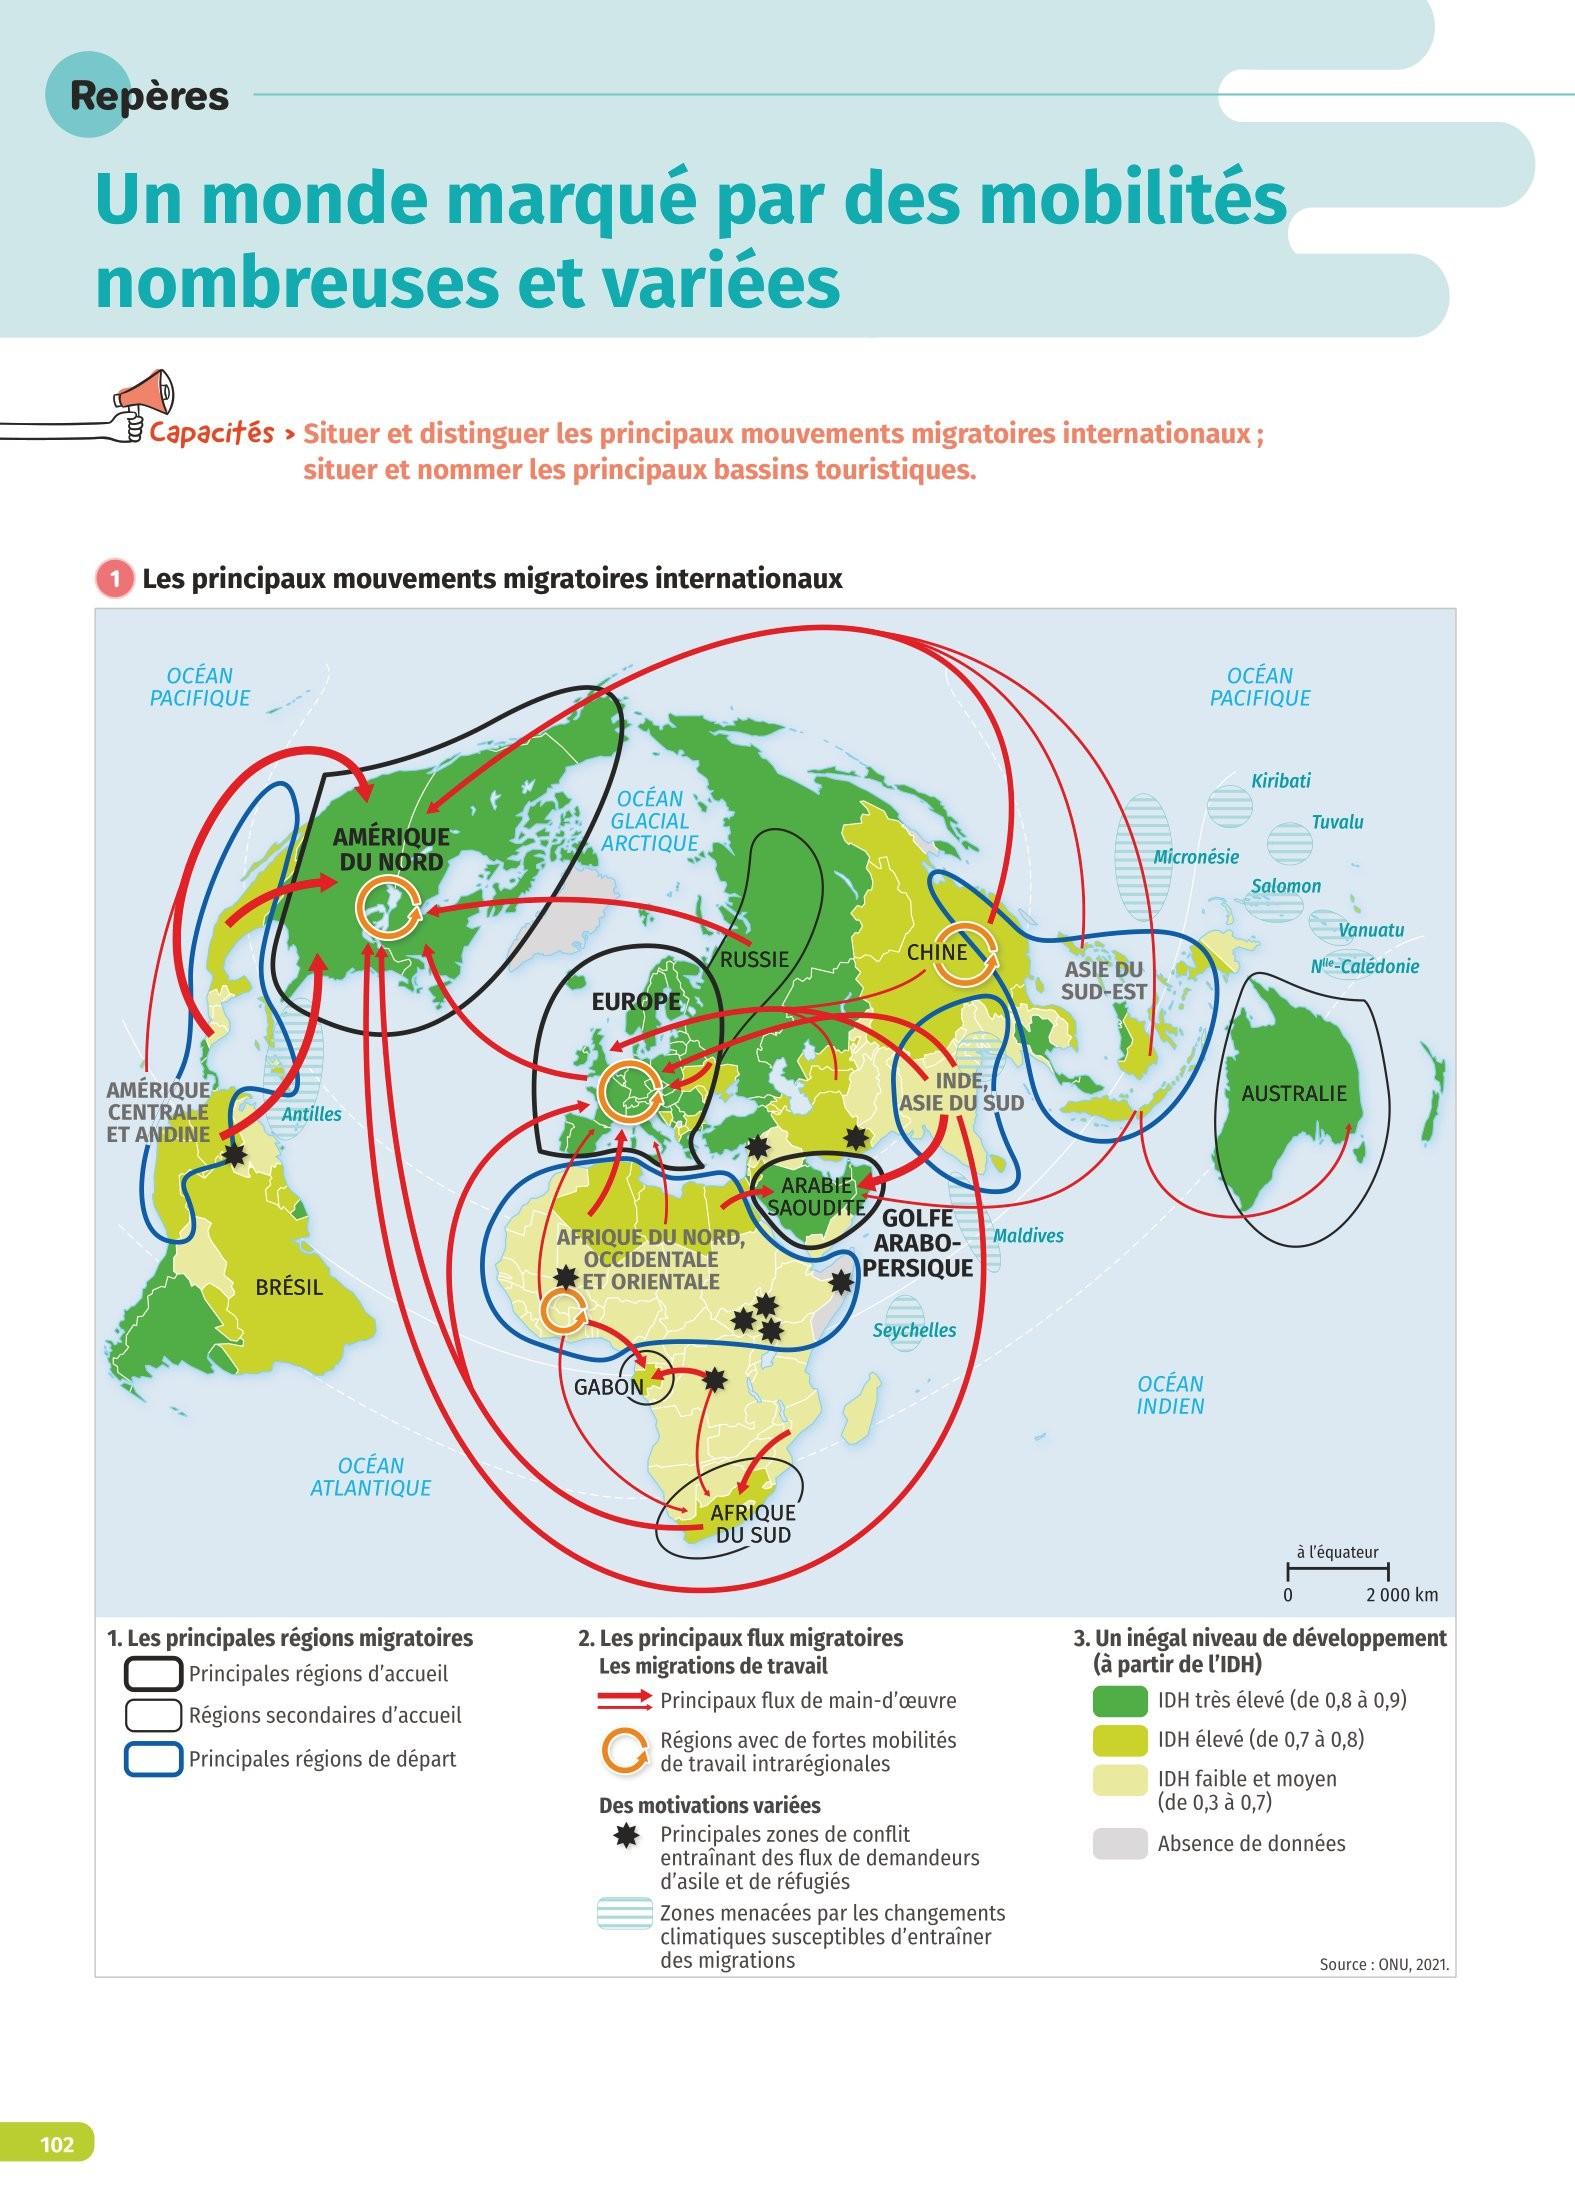 Repères
Un monde marqué par des mobilités
nombreuses et variées
Capacités > Situer et distinguer les principaux mouvements migratoires internationaux ;
situer et nommer les principaux bassins touristiques.
1 Les principaux mouvements migratoires internationaux
OCÉAN
PACIFIQUE
OCÉAN
PACIFIQUE
Kiribati
OCÉAN
GLACIAL
ARCTIQUE
Tuvalu
AMÉRIQUE
DU NORD
Micronésie
Salomon
Vanuatu
RUSSIE
CHINE
Nlle-Calédonie
ASIE DU
SUD-EST
EUROPE
AMÉRIQUE
CENTRALE
ET ANDINE
Antilles
INDE,
ASIE DU SUD
AUSTRALIE
ARABIE
SAOUDITE
GOLFE
ARABO-
PERSIQUE
Maldives
AFRIQUE DU NORD,
OCCIDENTALE
ET ORIENTALE
BRÉSIL
Seychelles
GABON
OCÉAN
INDIEN
OCÉAN
ATLANTIQUE
AFRIQUE
DU SUD
à l'équateur
0 2 000 km
1. Les principales régions migratoires
Principales régions d'accueil
Régions secondaires d'accueil
Principales régions de départ
2. Les principaux flux migratoires
Les migrations de travail
Principaux flux de main-d'œuvre
Régions avec de fortes mobilités
de travail intrarégionales
Des motivations variées
Principales zones de conflit
entraînant des flux de demandeurs
d'asile et de réfugiés
Zones menacées par les changements
climatiques susceptibles d'entraîner
des migrations
3. Un inégal niveau de développement
(à partir de l'IDH)
IDH très élevé (de 0,8 à 0,9)
IDH élevé (de 0,7 à 0,8)
IDH faible et moyen
(de 0,3 à 0,7)
Absence de données
Source : ONU, 2021.
102